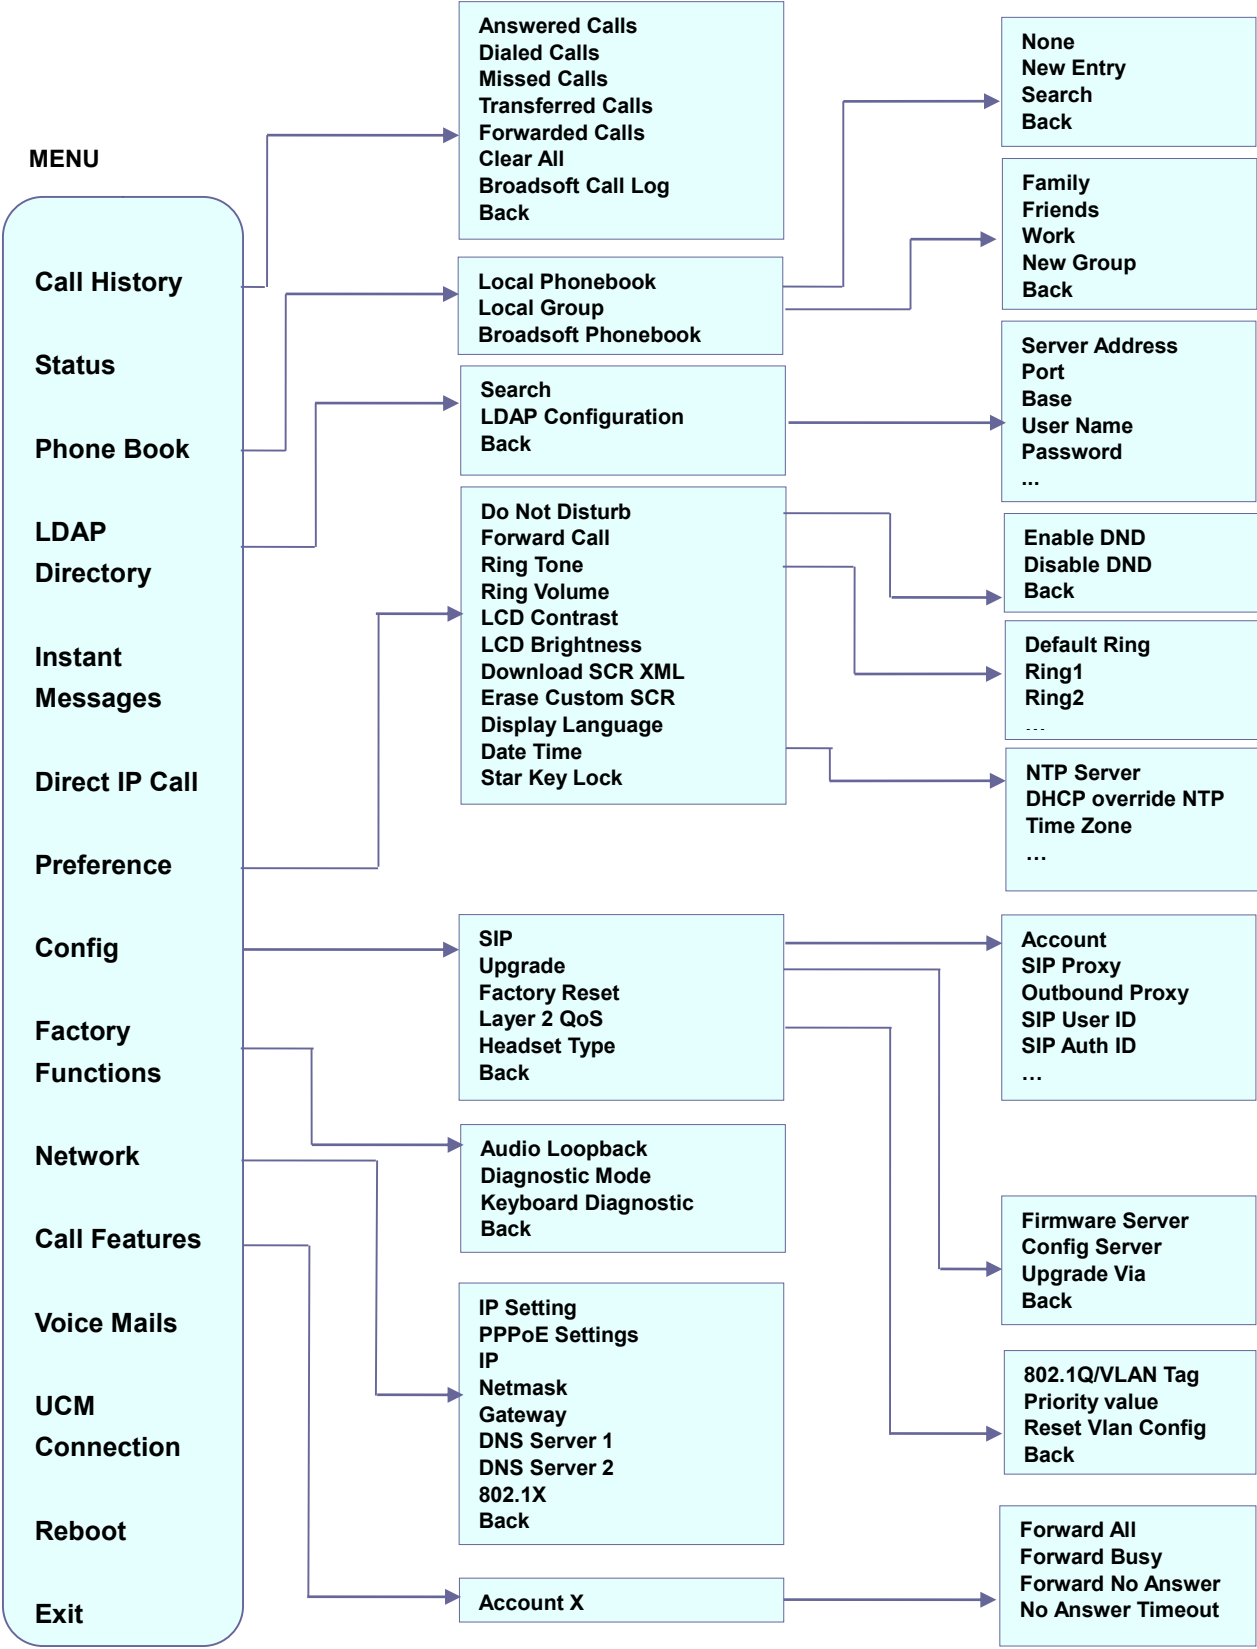 MENU
Call History
Status
Phone Book
LDAP
Directory
Instant
Messages
Direct IP Call
Preference
Config
Factory
Functions
Network
Call Features
Voice Mails
UCM
Connection
Reboot
Exit
Answered Calls
Dialed Calls
Missed Calls
Transferred Calls
Forwarded Calls
Clear All
Broadsoft Call Log
Back
Local Phonebook
Local Group
Broadsoft Phonebook
Search
LDAP Configuration
Back
Do Not Disturb
Forward Call
Ring Tone
Ring Volume
LCD Contrast
LCD Brightness
Download SCR XML
Erase Custom SCR
Display Language
Date Time
Star Key Lock
SIP
Upgrade
Factory Reset
Layer 2 QoS
Headset Type
Back
Audio Loopback
Diagnostic Mode
Keyboard Diagnostic
Back
IP Setting
PPPoE Settings
IP
Netmask
Gateway
DNS Server 1
DNS Server 2
802.1X
Back
Account X
None
New Entry
Search
Back
Family
Friends
Work
New Group
Back
Server Address
Port
Base
User Name
Password
...
Enable DND
Disable DND
Back
Default Ring
Ring1
Ring2
...
NTP Server
DHCP override NTP
Time Zone
...
Account
SIP Proxy
Outbound Proxy
SIP User ID
SIP Auth ID
...
Firmware Server
Config Server
Upgrade Via
Back
802.1Q/VLAN Tag
Priority value
Reset Vlan Config
Back
Forward All
Forward Busy
Forward No Answer
No Answer Timeout